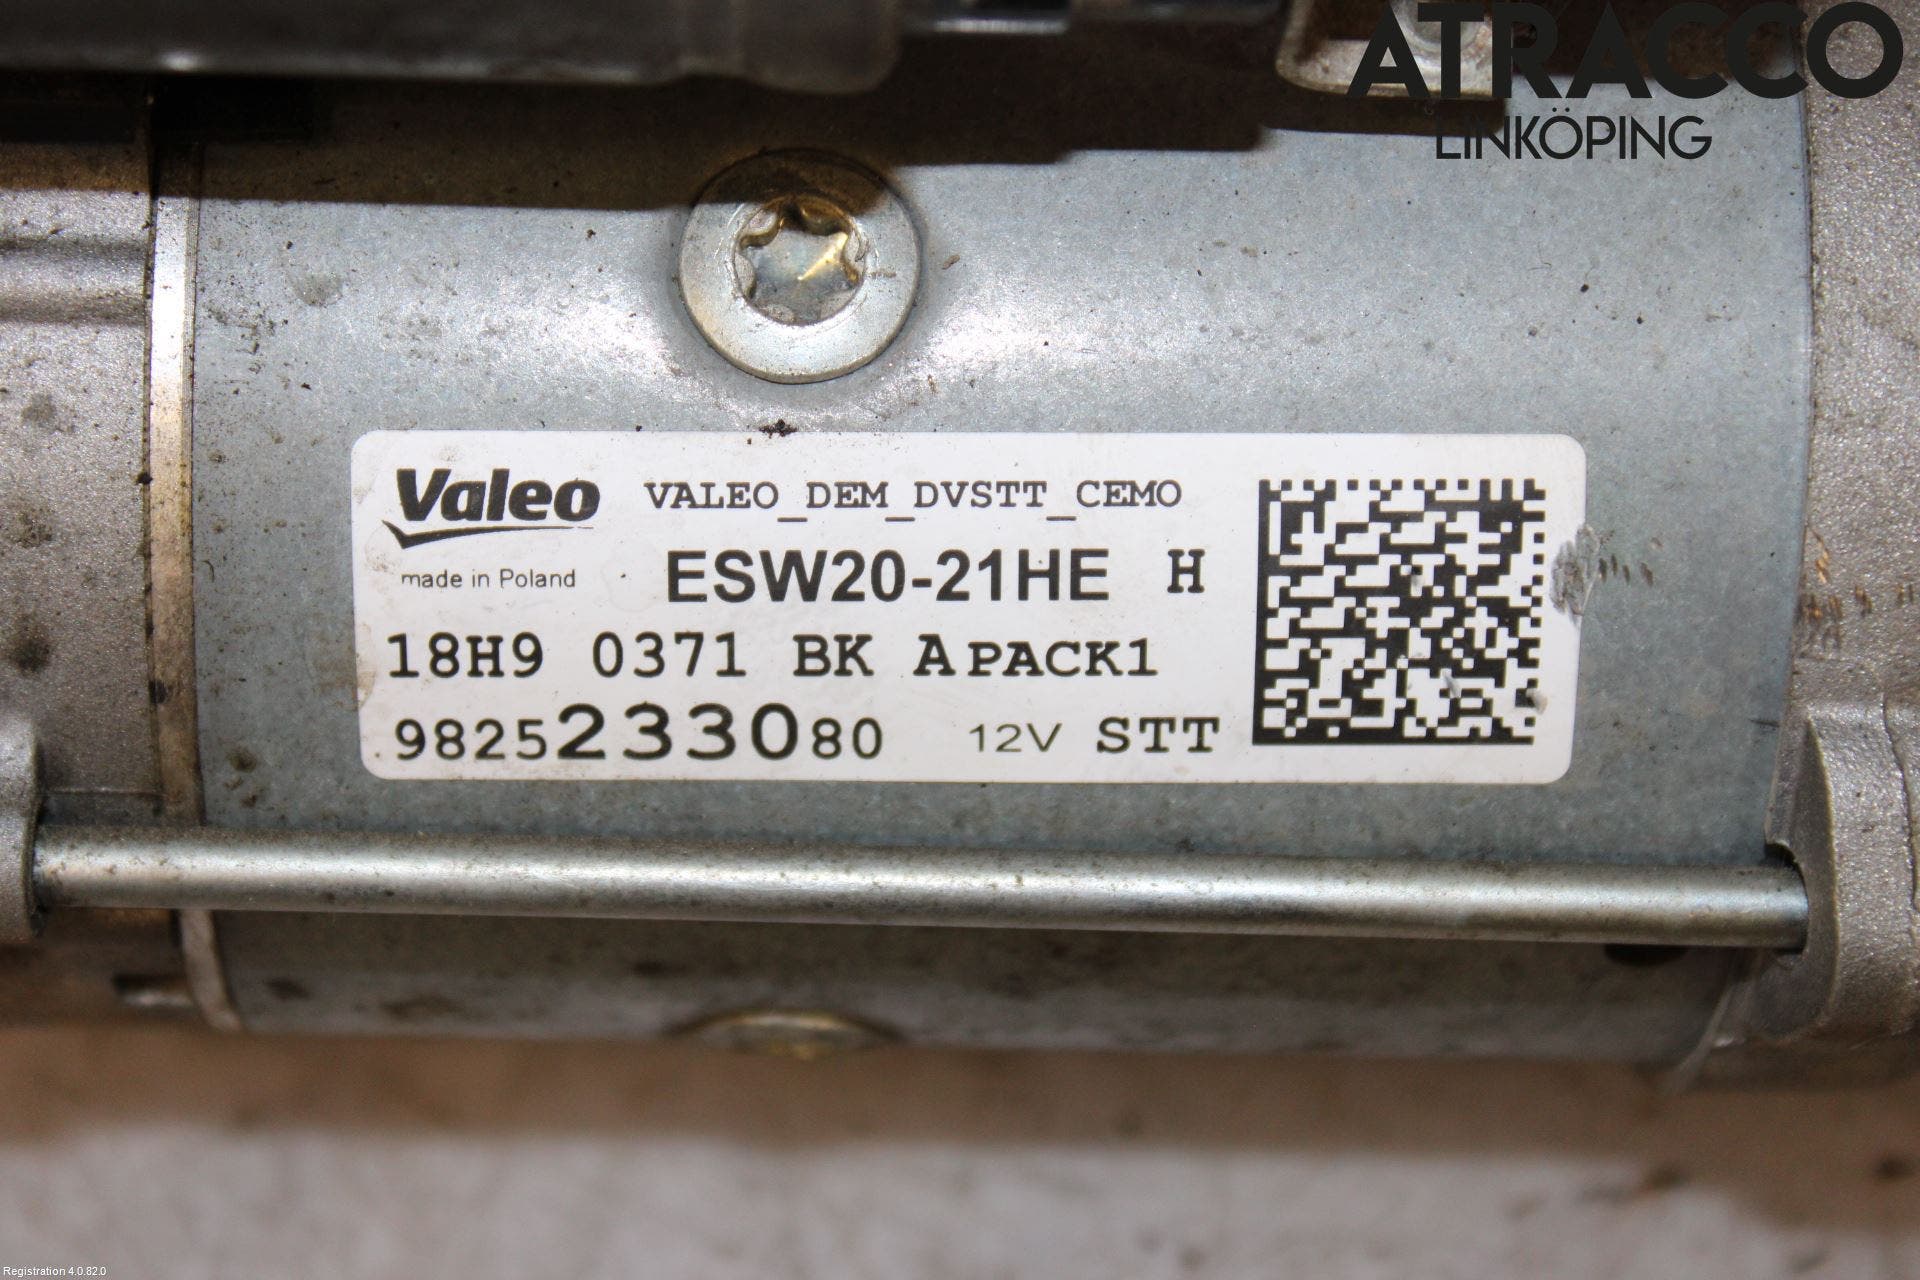 ATRACCO
LINKÖPING
Valeo VALEO_DEM_DVSTT_CEMO
made in Poland ESW20-21HE H
18H9 0371 BK APACK1
9825233080 12V STT
Registration 4.0.82.0